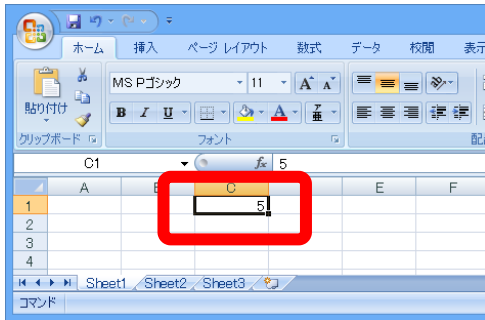 ホーム 挿入 ページ レイアウト 数式 データ 校閲 表示
貼り付け MS Pゴシック 11 A A
B I U A
クリップボード フォント 配
C1 fx 5
A C E F
1 5
2
3
4
Sheet1 Sheet2 Sheet3
コマンド